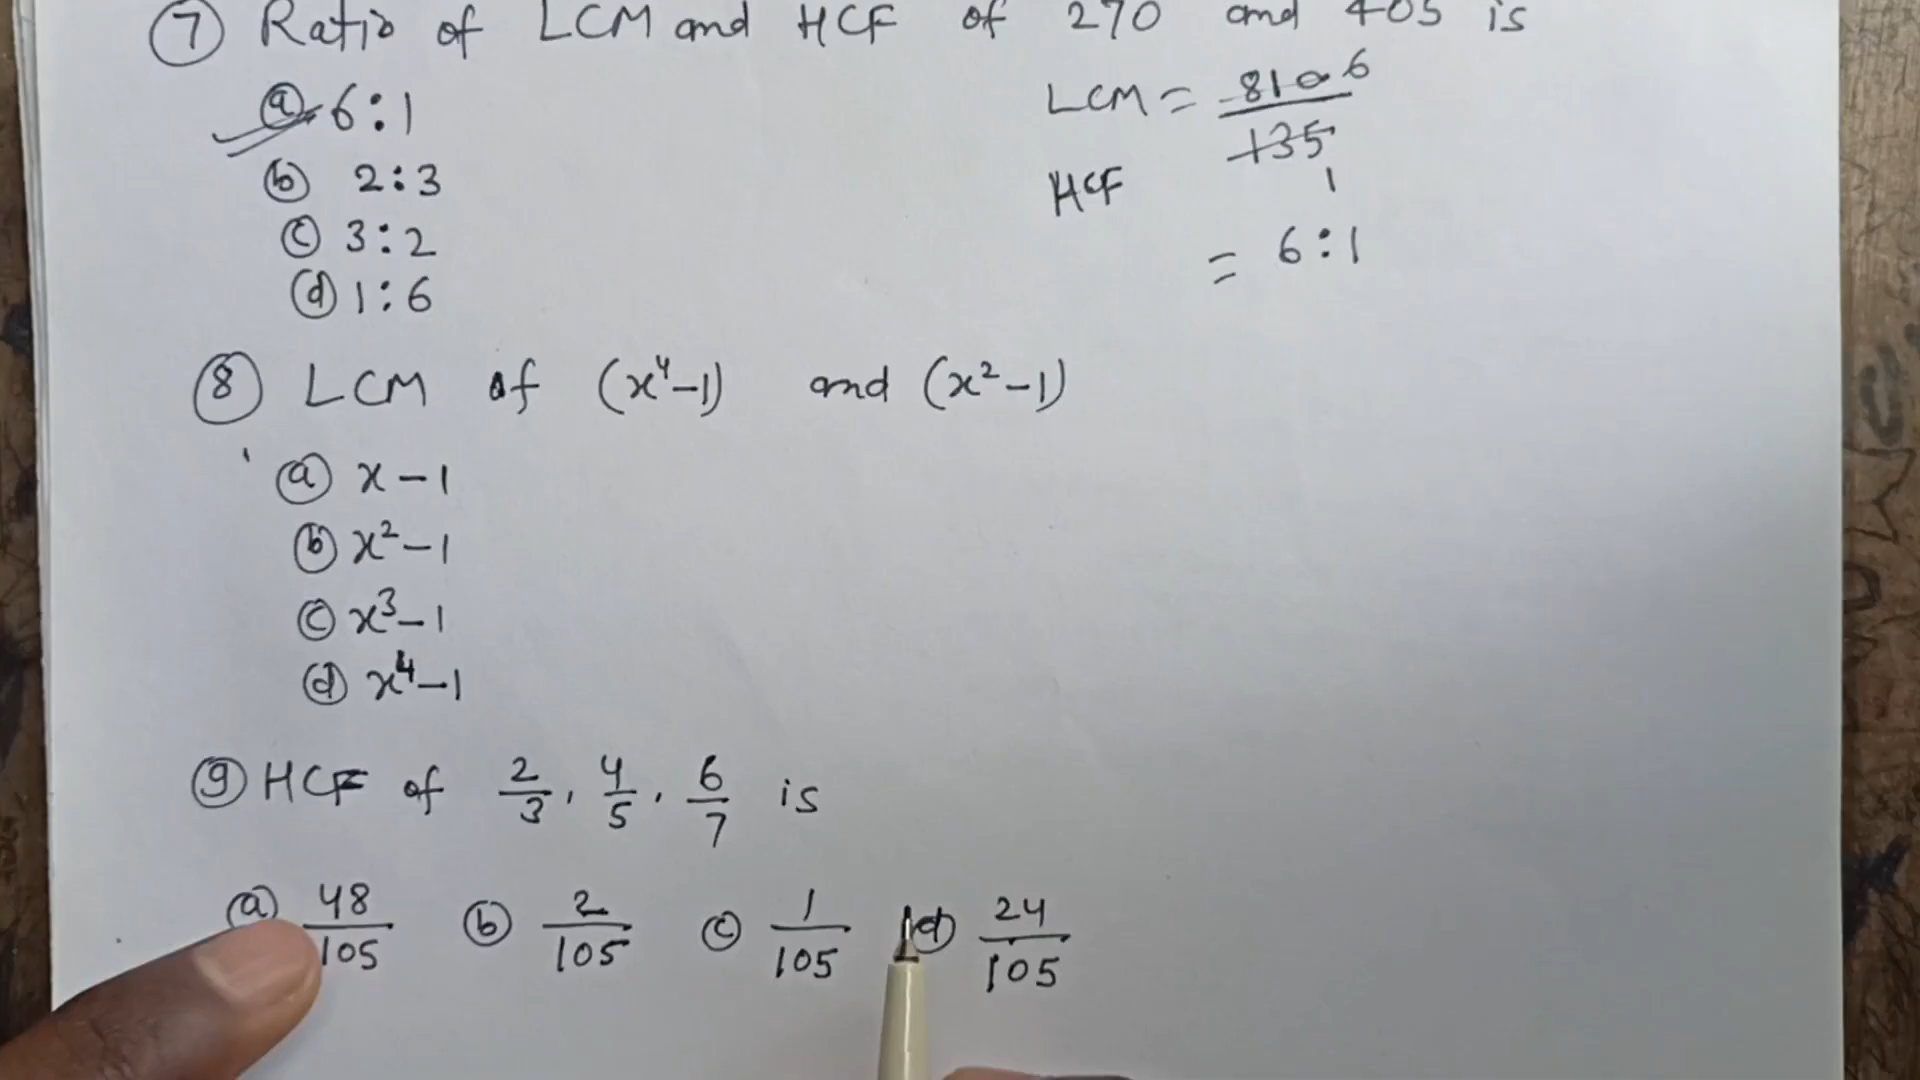 ⑦ Ratio of LCM and HCF of 270 and 405 is
ⓐ 6:1
ⓑ 2:3
ⓒ 3:2
ⓓ 1:6
LCM = 810 6
HCF 135 1
= 6:1
⑧ LCM of (x⁴-1) and (x²-1)
ⓐ x-1
ⓑ x²-1
ⓒ x³-1
ⓓ x⁴-1
⑨ HCF of 2/3, 4/5, 6/7 is
ⓐ 48/105 ⓑ 2/105 ⓒ 1/105 ⓓ 24/105